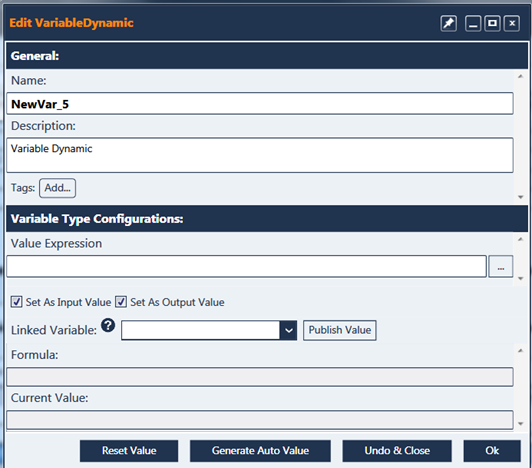 Edit VariableDynamic
General:
Name:
NewVar_5
Description:
Variable Dynamic
Tags: Add...
Variable Type Configurations:
Value Expression
...
Set As Input Value Set As Output Value
Linked Variable: ? Publish Value
Formula:
Current Value:
Reset Value Generate Auto Value Undo & Close Ok